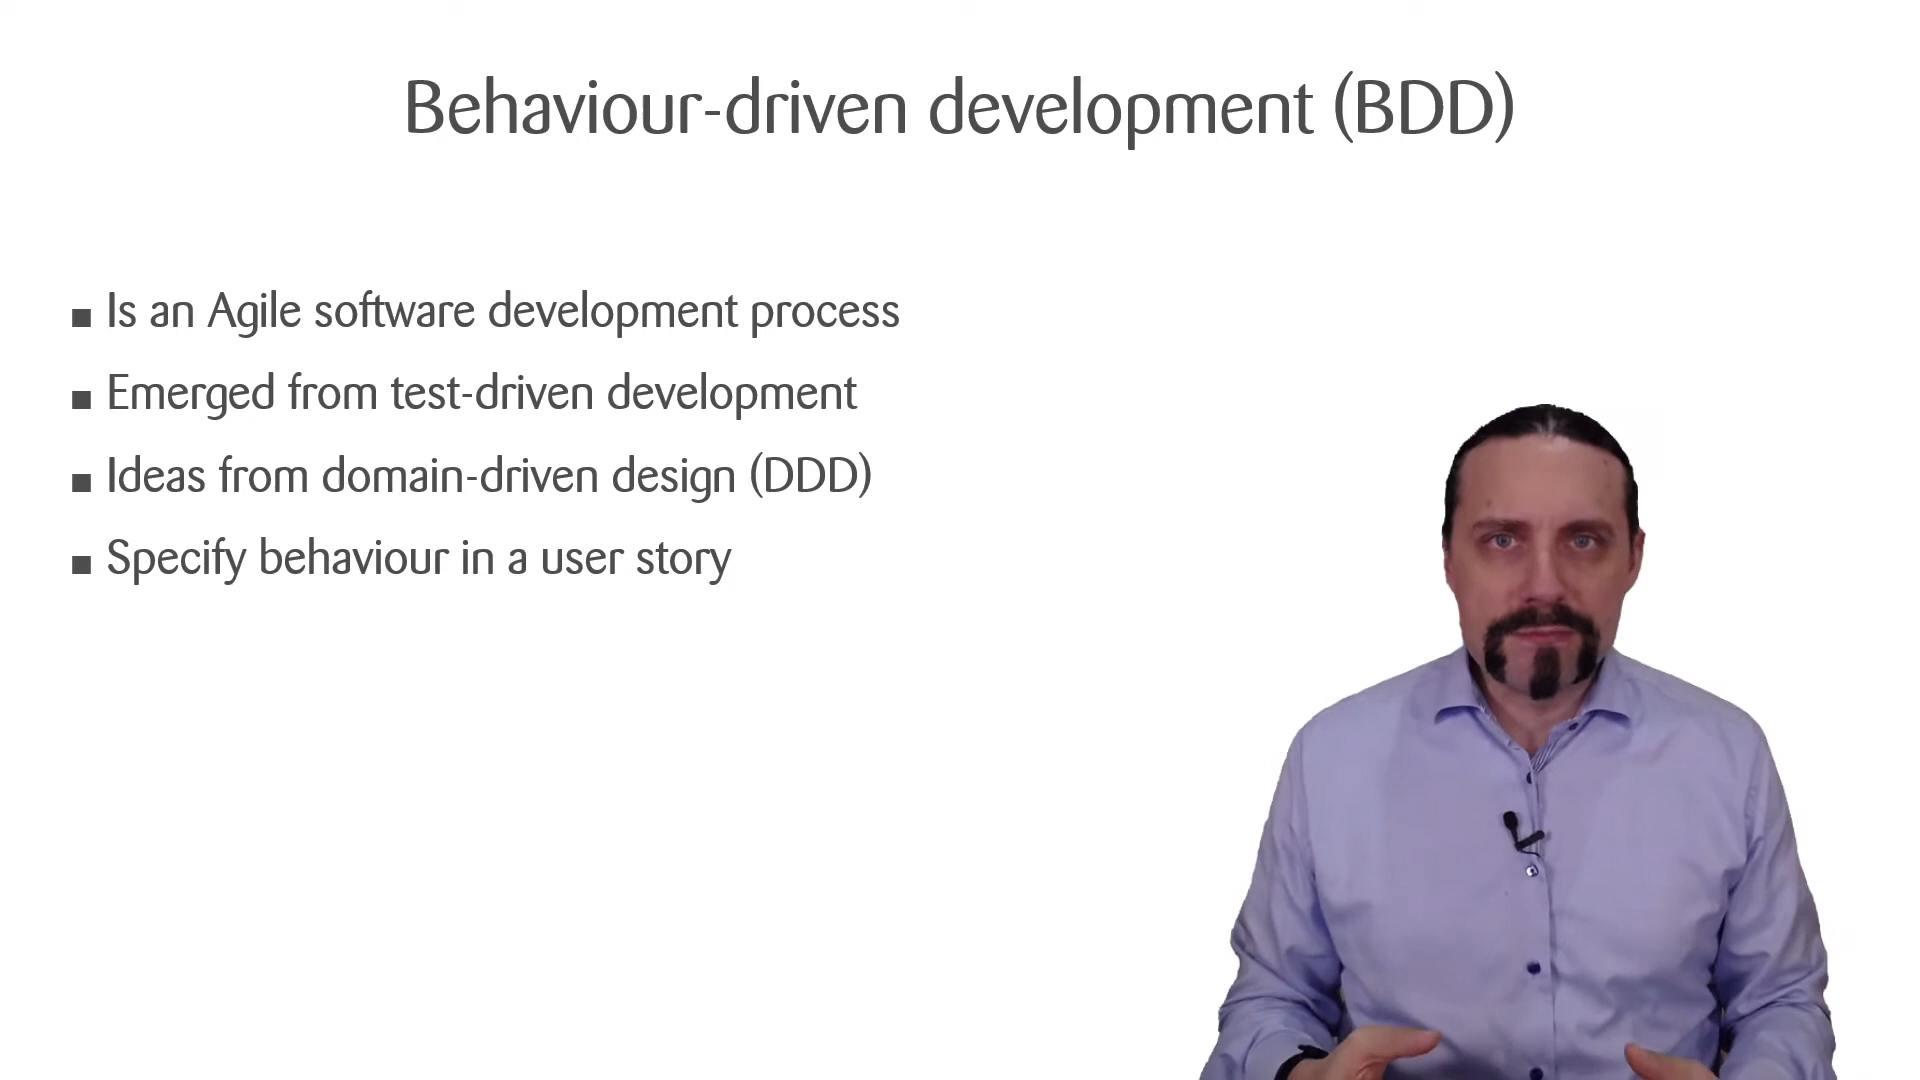 Behaviour-driven development (BDD)
▪ Is an Agile software development process
▪ Emerged from test-driven development
▪ Ideas from domain-driven design (DDD)
▪ Specify behaviour in a user story